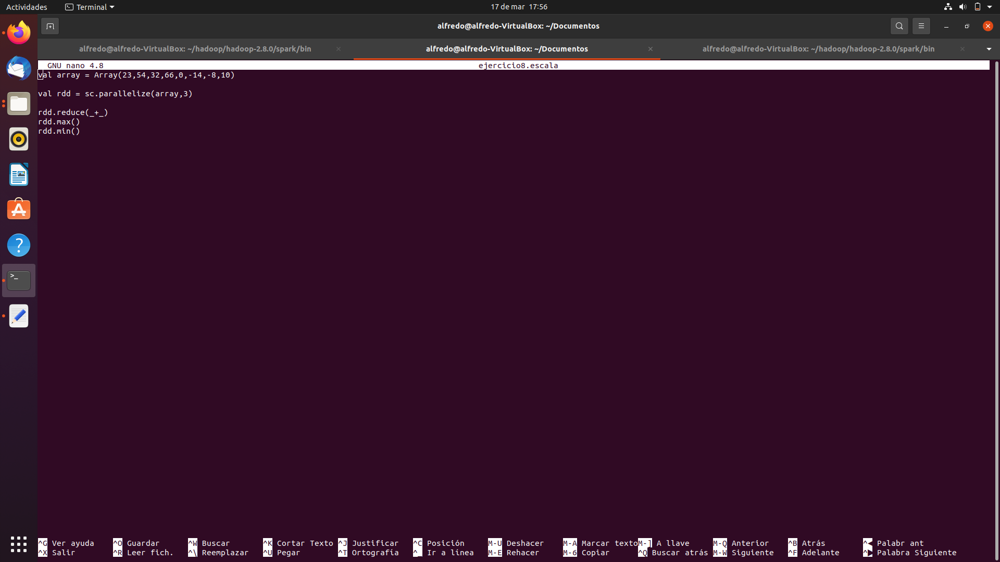 Actividades Terminal 17 de mar 17:56
alfredo@alfredo-VirtualBox: ~/Documentos
alfredo@alfredo-VirtualBox: ~/hadoop/hadoop-2.8.0/spark/bin alfredo@alfredo-VirtualBox: ~/Documentos alfredo@alfredo-VirtualBox: ~/hadoop/hadoop-2.8.0/spark/bin
GNU nano 4.8 ejercicio8.escala
val array = Array(23,54,32,66,0,-14,-8,10)
val rdd = sc.parallelize(array,3)
rdd.reduce(_+_)
rdd.max()
rdd.min()
^G Ver ayuda ^O Guardar ^W Buscar ^K Cortar Texto ^J Justificar ^C Posición M-U Deshacer M-A Marcar texto M-] A llave M-Q Anterior ^B Atrás ^◀ Palabr ant
^X Salir ^R Leer fich. ^\ Reemplazar ^U Pegar ^T Ortografía ^_ Ir a línea M-E Rehacer M-6 Copiar ^Q Buscar atrás M-W Siguiente ^F Adelante ^▶ Palabra Siguiente